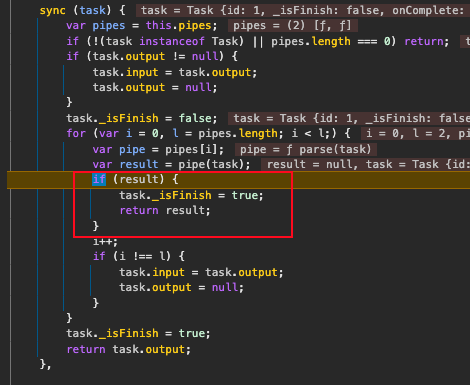 sync (task) { task = Task {id: 1, _isFinish: false, onComplete:
var pipes = this.pipes; pipes = (2) [ƒ, ƒ]
if (!(task instanceof Task) || pipes.length === 0) return; task
if (task.output != null) {
task.input = task.output;
task.output = null;
}
task._isFinish = false; task = Task {id: 1, _isFinish: false
for (var i = 0, l = pipes.length; i < l;) { i = 0, l = 2, pi
var pipe = pipes[i]; pipe = ƒ parse(task)
var result = pipe(task); result = null, task = Task {id:
if (result) {
task._isFinish = true;
return result;
}
i++;
if (i !== l) {
task.input = task.output;
task.output = null;
}
}
task._isFinish = true;
return task.output;
},